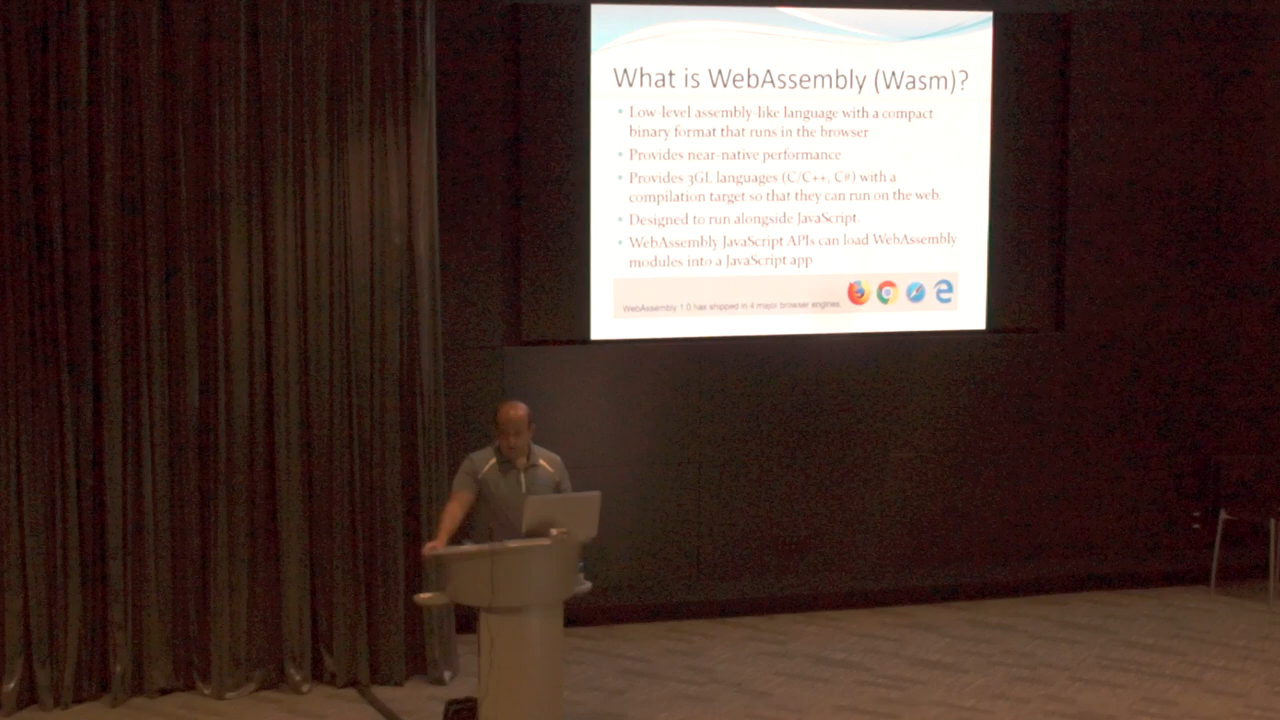 What is WebAssembly (Wasm)?
• Low-level assembly-like language with a compact
binary format that runs in the browser
• Provides near-native performance
• Provides 3GL languages (C/C++, C#) with a
compilation target so that they can run on the web.
• Designed to run alongside JavaScript.
• WebAssembly JavaScript APIs can load WebAssembly
modules into a JavaScript app
WebAssembly 1.0 has shipped in 4 major browser engines.